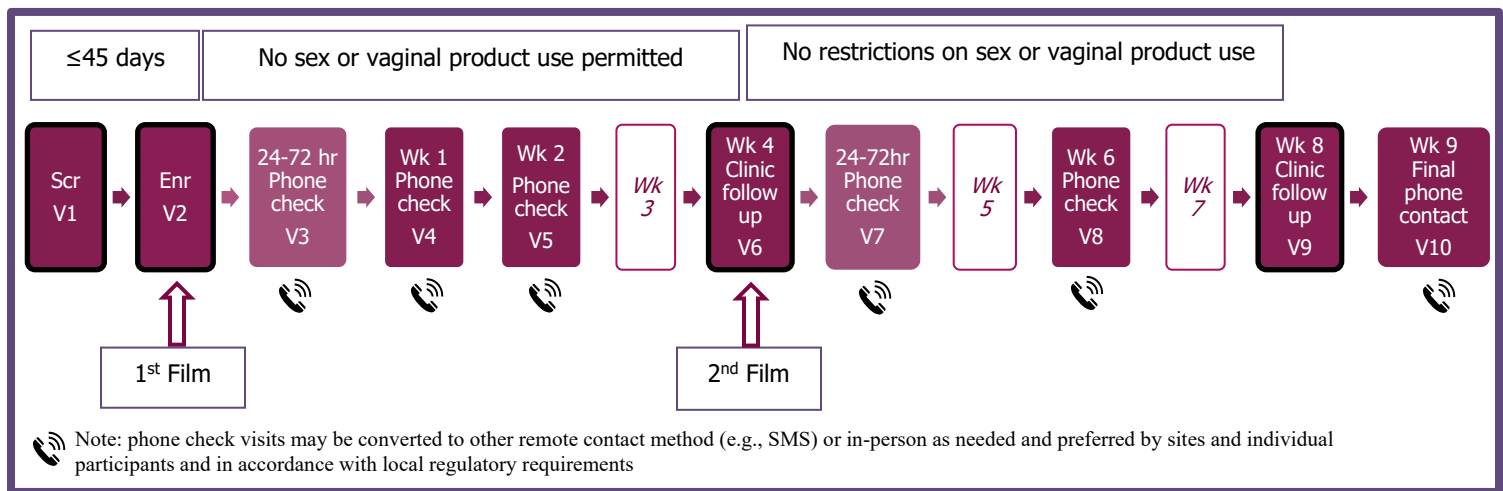 ≤45 days
No sex or vaginal product use permitted
No restrictions on sex or vaginal product use
Scr
V1
Enr
V2
24-72 hr
Phone
check
V3
Wk 1
Phone
check
V4
Wk 2
Phone
check
V5
Wk
3
Wk 4
Clinic
follow
up
V6
24-72hr
Phone
check
V7
Wk
5
Wk 6
Phone
check
V8
Wk
7
Wk 8
Clinic
follow
up
V9
Wk 9
Final
phone
contact
V10
1st Film
2nd Film
Note: phone check visits may be converted to other remote contact method (e.g., SMS) or in-person as needed and preferred by sites and individual
participants and in accordance with local regulatory requirements